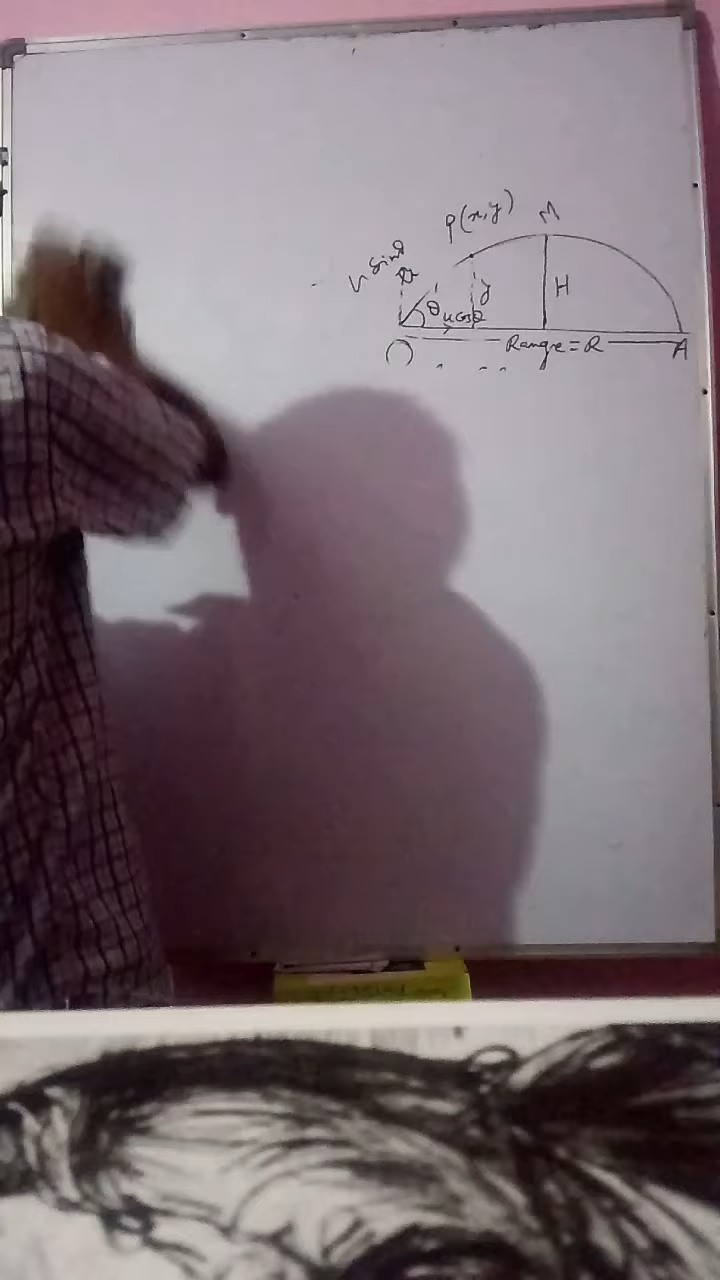 P(x,y) M
u sinθ
θ u cosθ y H
O Range = R A